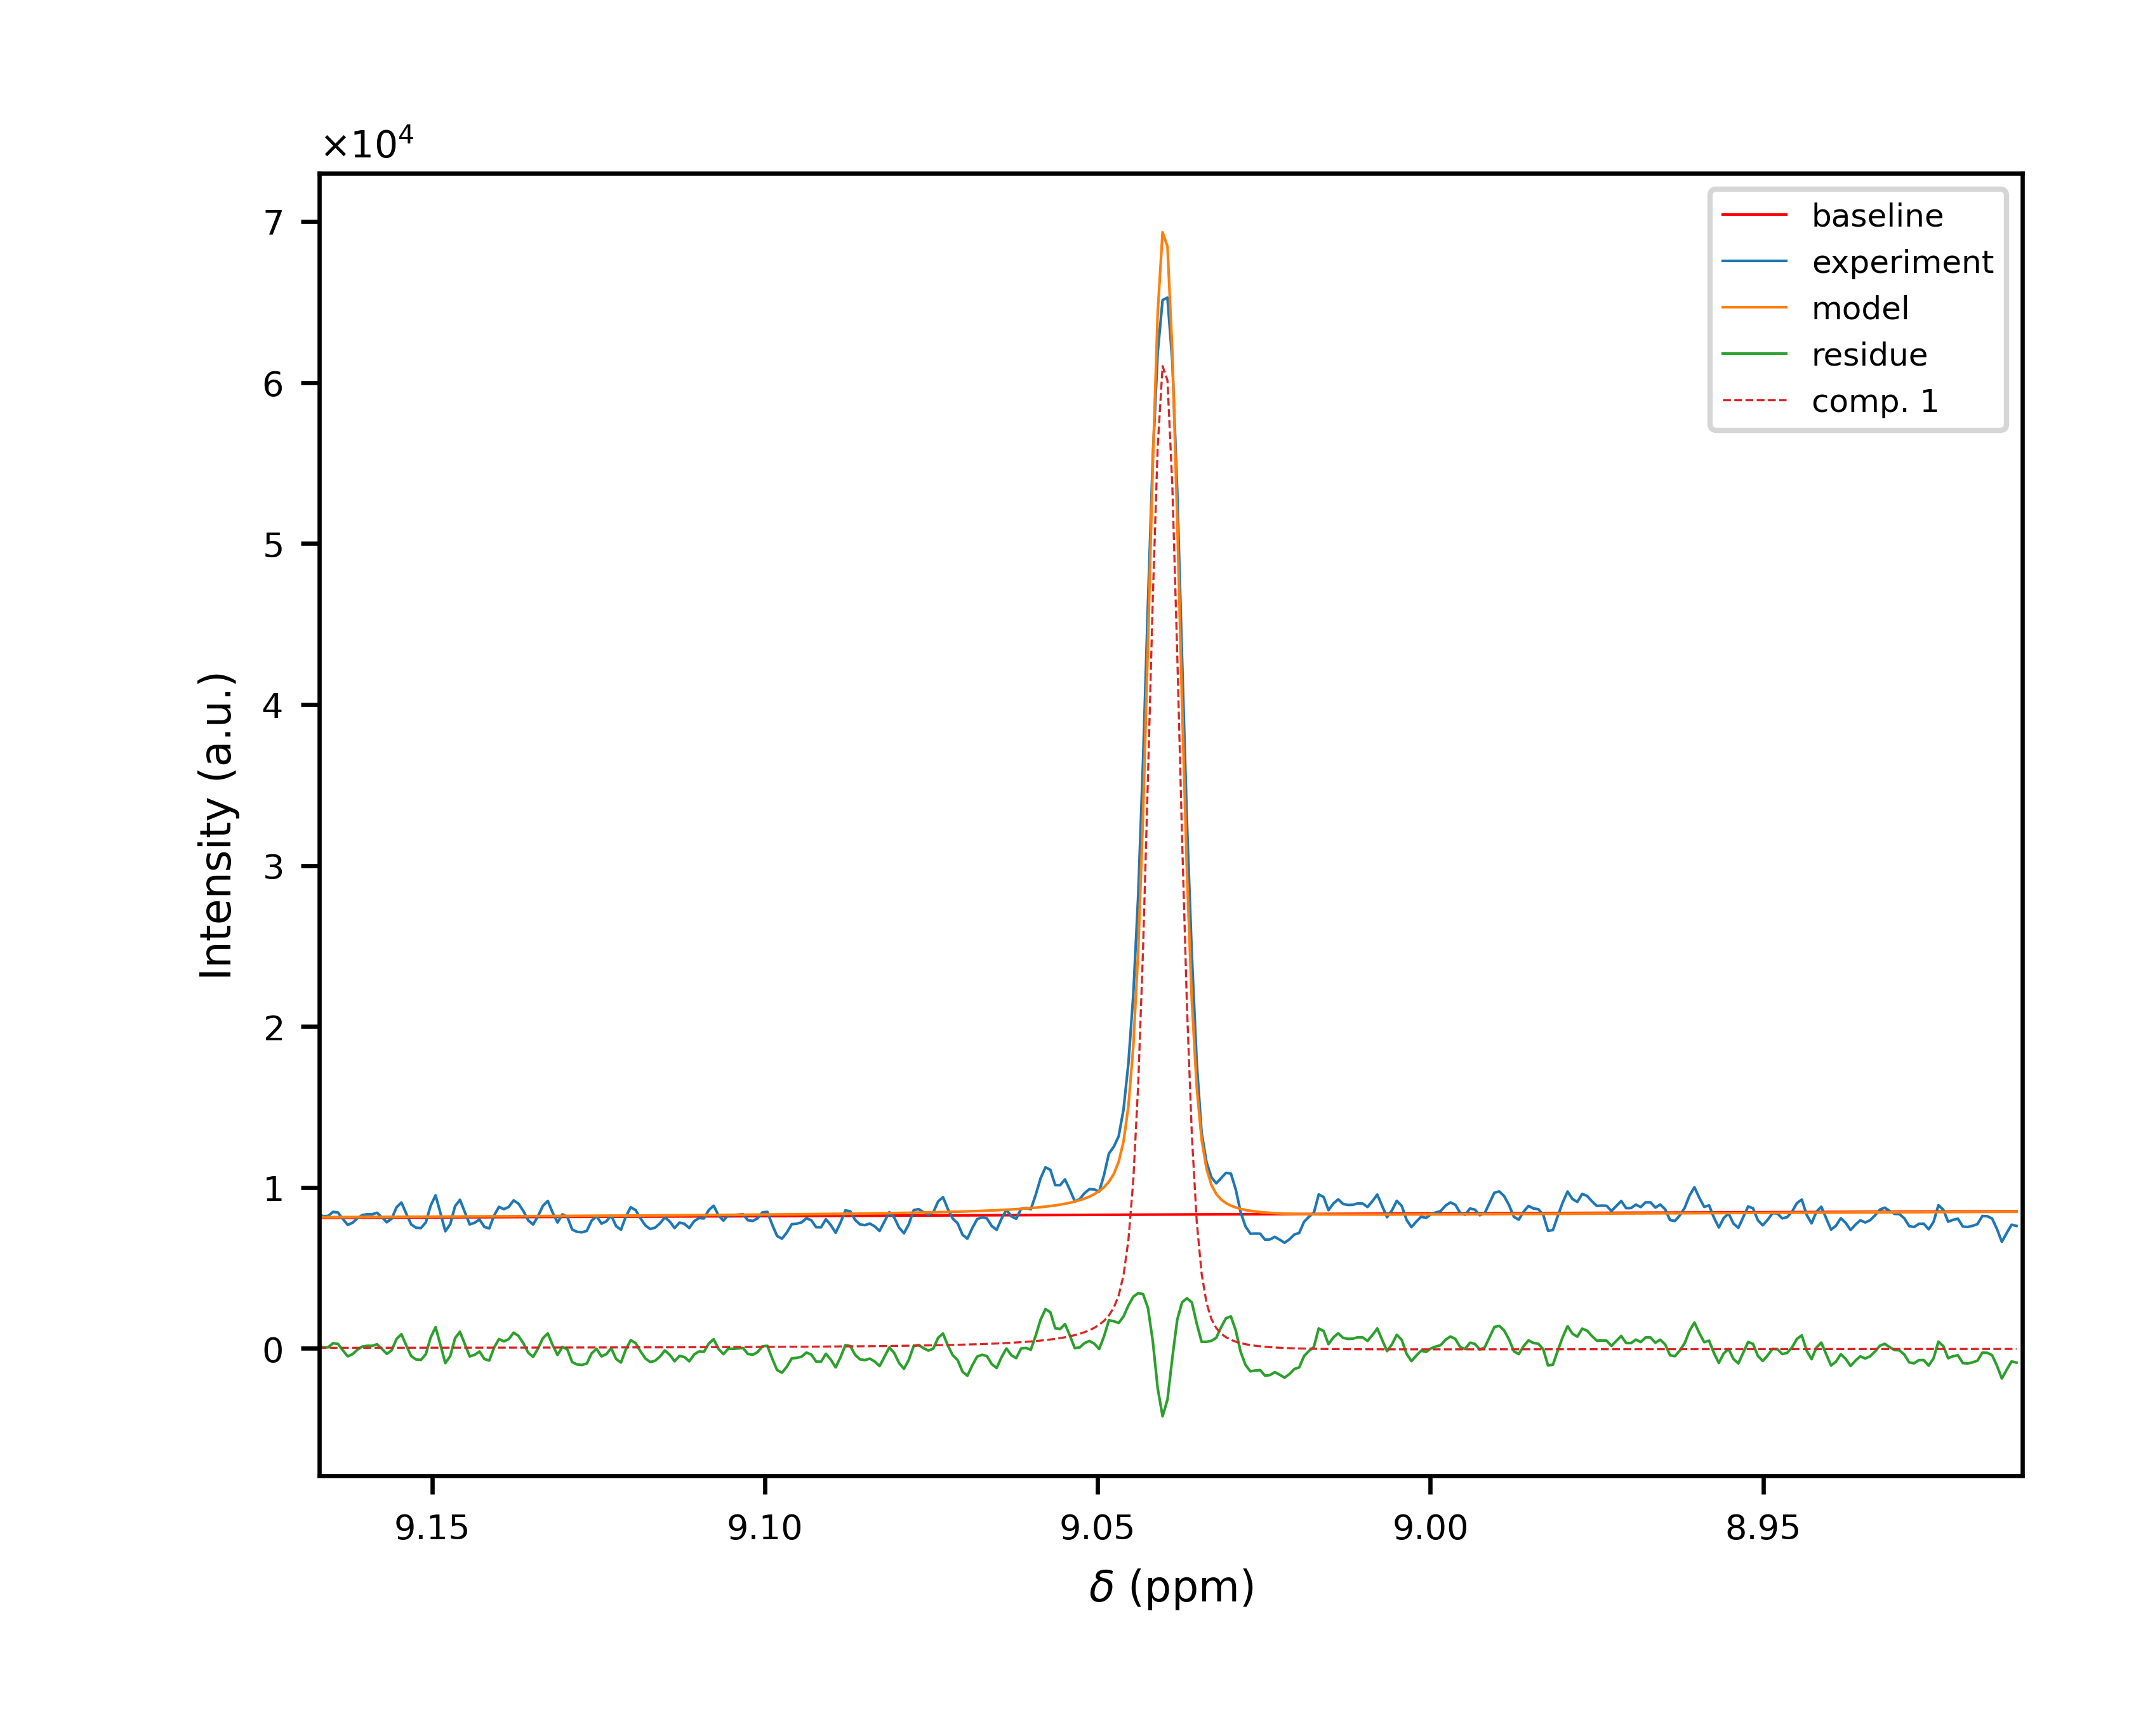 ×10⁴
7
6
5
4
3
2
1
0
Intensity (a.u.)
baseline
experiment
model
residue
comp. 1
9.15 9.10 9.05 9.00 8.95
δ (ppm)